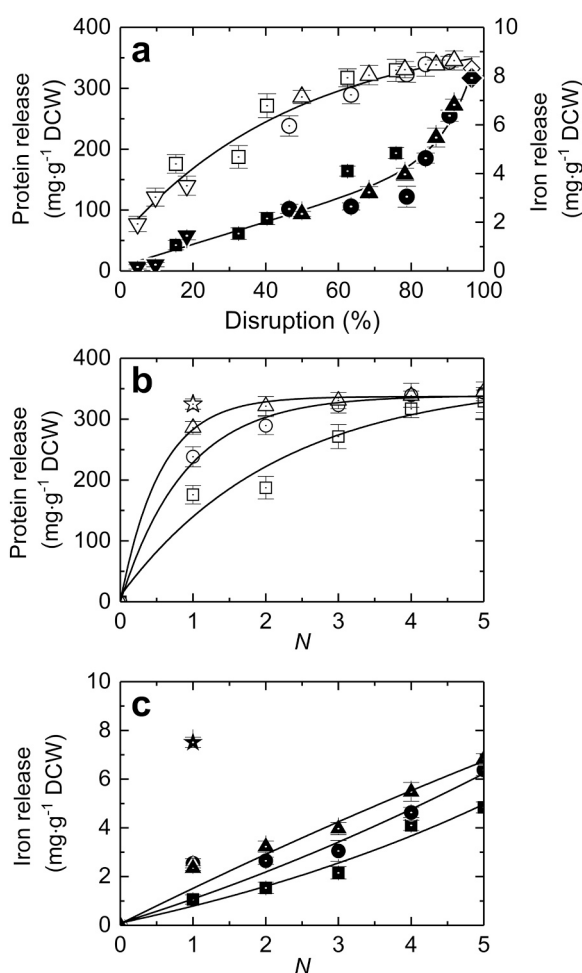 a
Protein release
(mg·g-1 DCW)
400
300
200
100
0
10
8
6
4
2
0
Iron release
(mg·g-1 DCW)
0 20 40 60 80 100
Disruption (%)
b
Protein release
(mg·g-1 DCW)
400
300
200
100
0
0 1 2 3 4 5
N
c
Iron release
(mg·g-1 DCW)
10
8
6
4
2
0
0 1 2 3 4 5
N